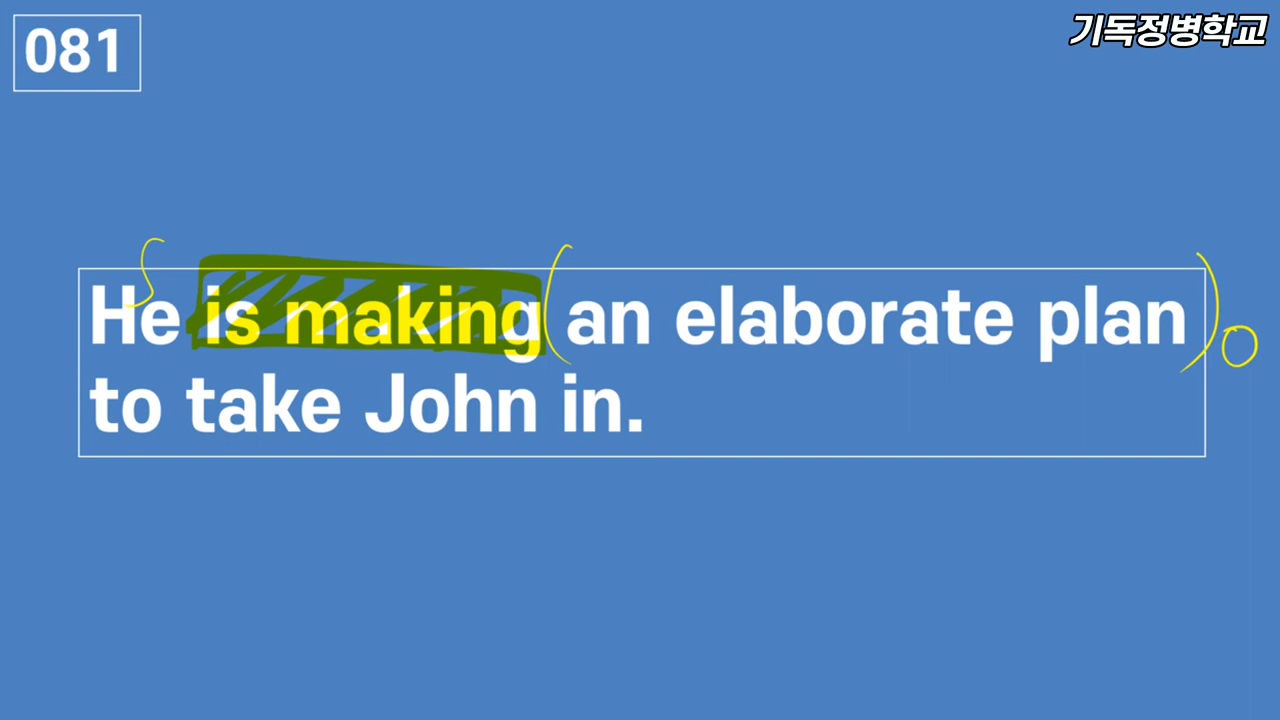 081
기독정병학교
S
He is making ( an elaborate plan ) O
to take John in.